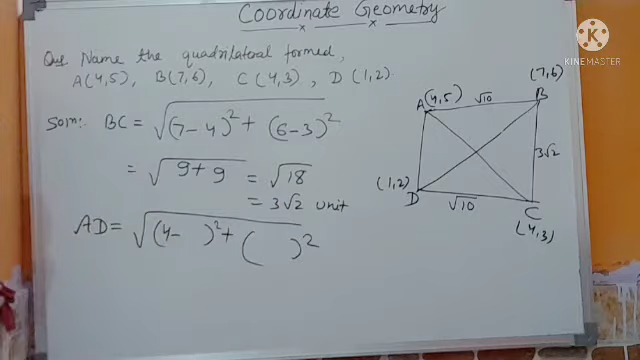 Coordinate Geometry
Que Name the quadrilateral formed,
A(4,5), B(7,6), C(4,3), D(1,2).
Som:- BC = √(7-4)² + (6-3)²
= √9+9 = √18
= 3√2 unit
AD = √(4- )² + ( )²
(7,6)
A(4,5) √10 B
3√2
(1,2)
D √10 C
(4,3)
K
KINEMASTER